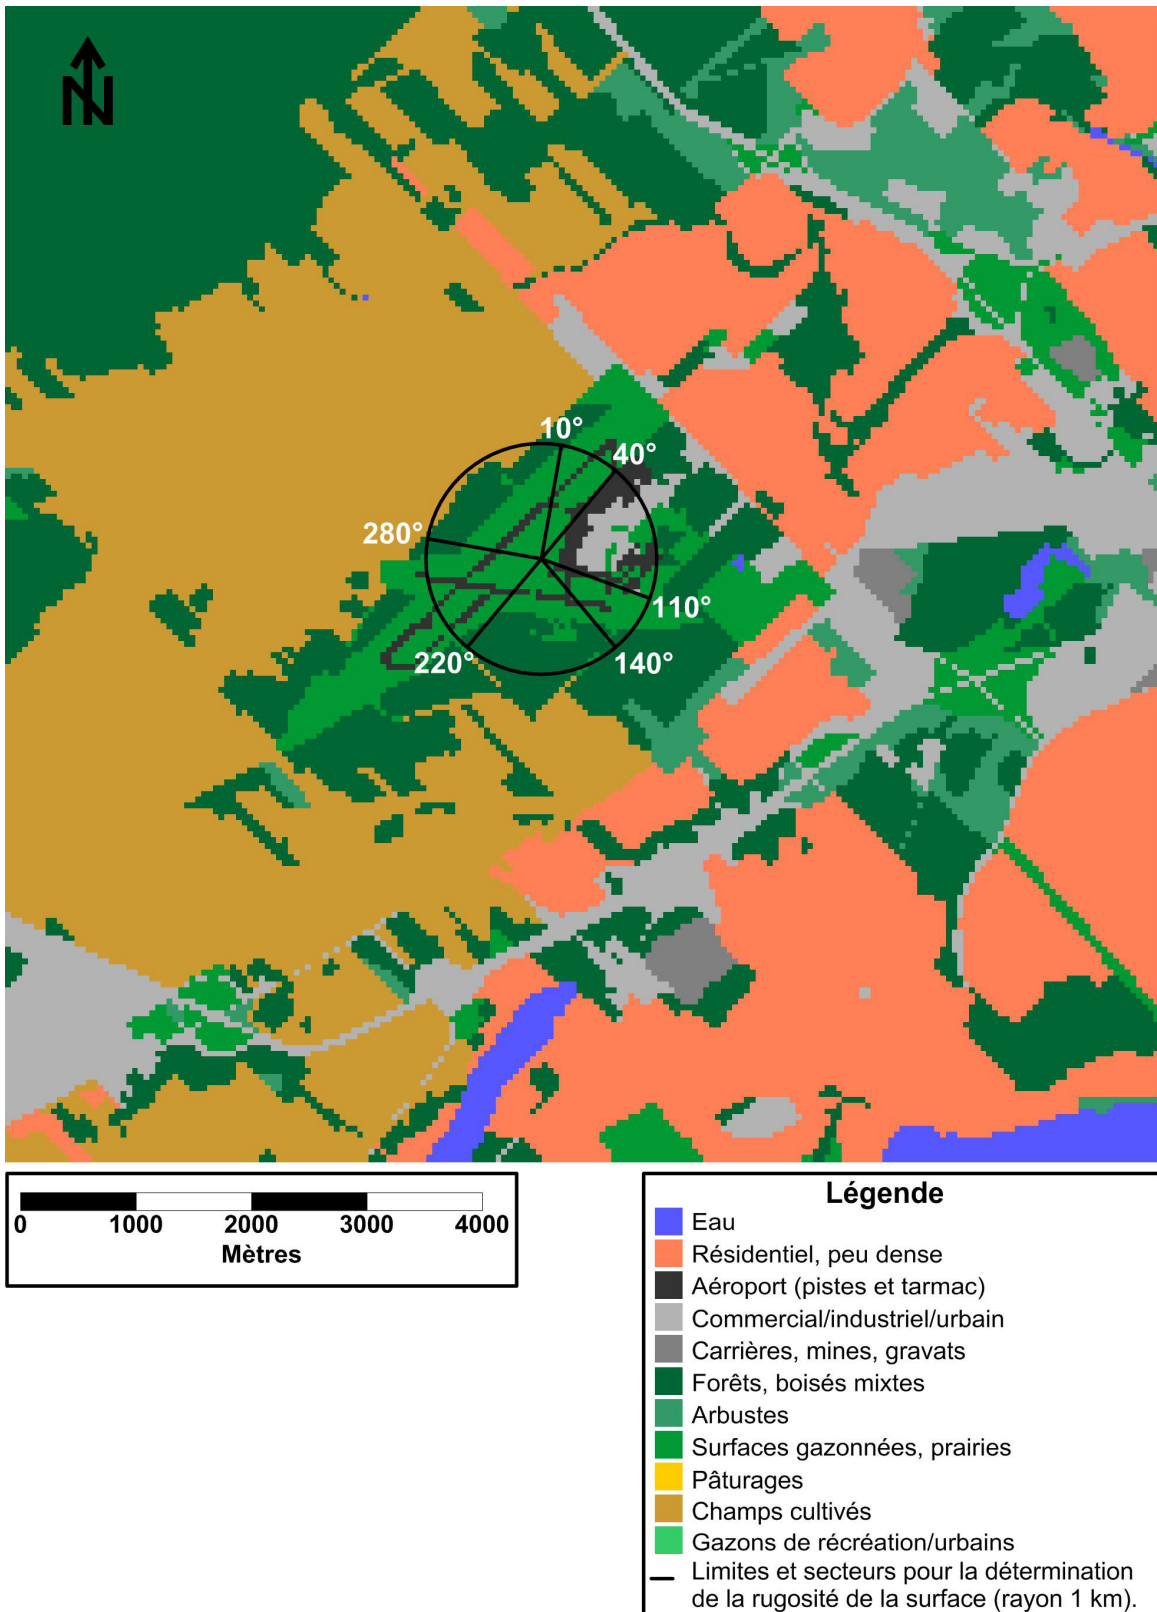 N
10°
40°
280°
110°
220°
140°
0 1000 2000 3000 4000
Mètres
Légende
Eau
Résidentiel, peu dense
Aéroport (pistes et tarmac)
Commercial/industriel/urbain
Carrières, mines, gravats
Forêts, boisés mixtes
Arbustes
Surfaces gazonnées, prairies
Pâturages
Champs cultivés
Gazons de récréation/urbains
Limites et secteurs pour la détermination
de la rugosité de la surface (rayon 1 km).